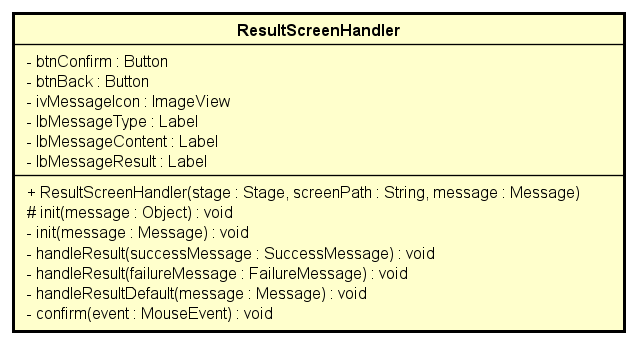 ResultScreenHandler
- btnConfirm : Button
- btnBack : Button
- ivMessageIcon : ImageView
- lbMessageType : Label
- lbMessageContent : Label
- lbMessageResult : Label
+ ResultScreenHandler(stage : Stage, screenPath : String, message : Message)
# init(message : Object) : void
- init(message : Message) : void
- handleResult(successMessage : SuccessMessage) : void
- handleResult(failureMessage : FailureMessage) : void
- handleResultDefault(message : Message) : void
- confirm(event : MouseEvent) : void